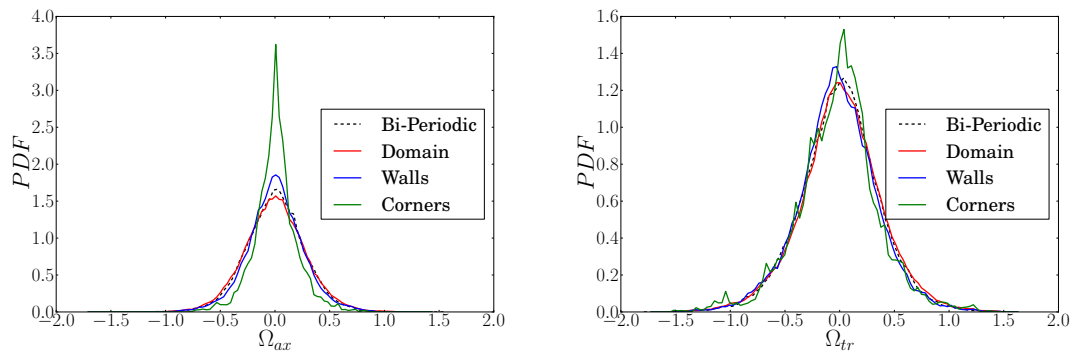 4.0
3.5
3.0
2.5
2.0
1.5
1.0
0.5
0.0
PDF
−2.0 −1.5 −1.0 −0.5 0.0 0.5 1.0 1.5 2.0
Ω_ax
Bi-Periodic
Domain
Walls
Corners
1.6
1.4
1.2
1.0
0.8
0.6
0.4
0.2
0.0
PDF
−2.0 −1.5 −1.0 −0.5 0.0 0.5 1.0 1.5 2.0
Ω_tr
Bi-Periodic
Domain
Walls
Corners